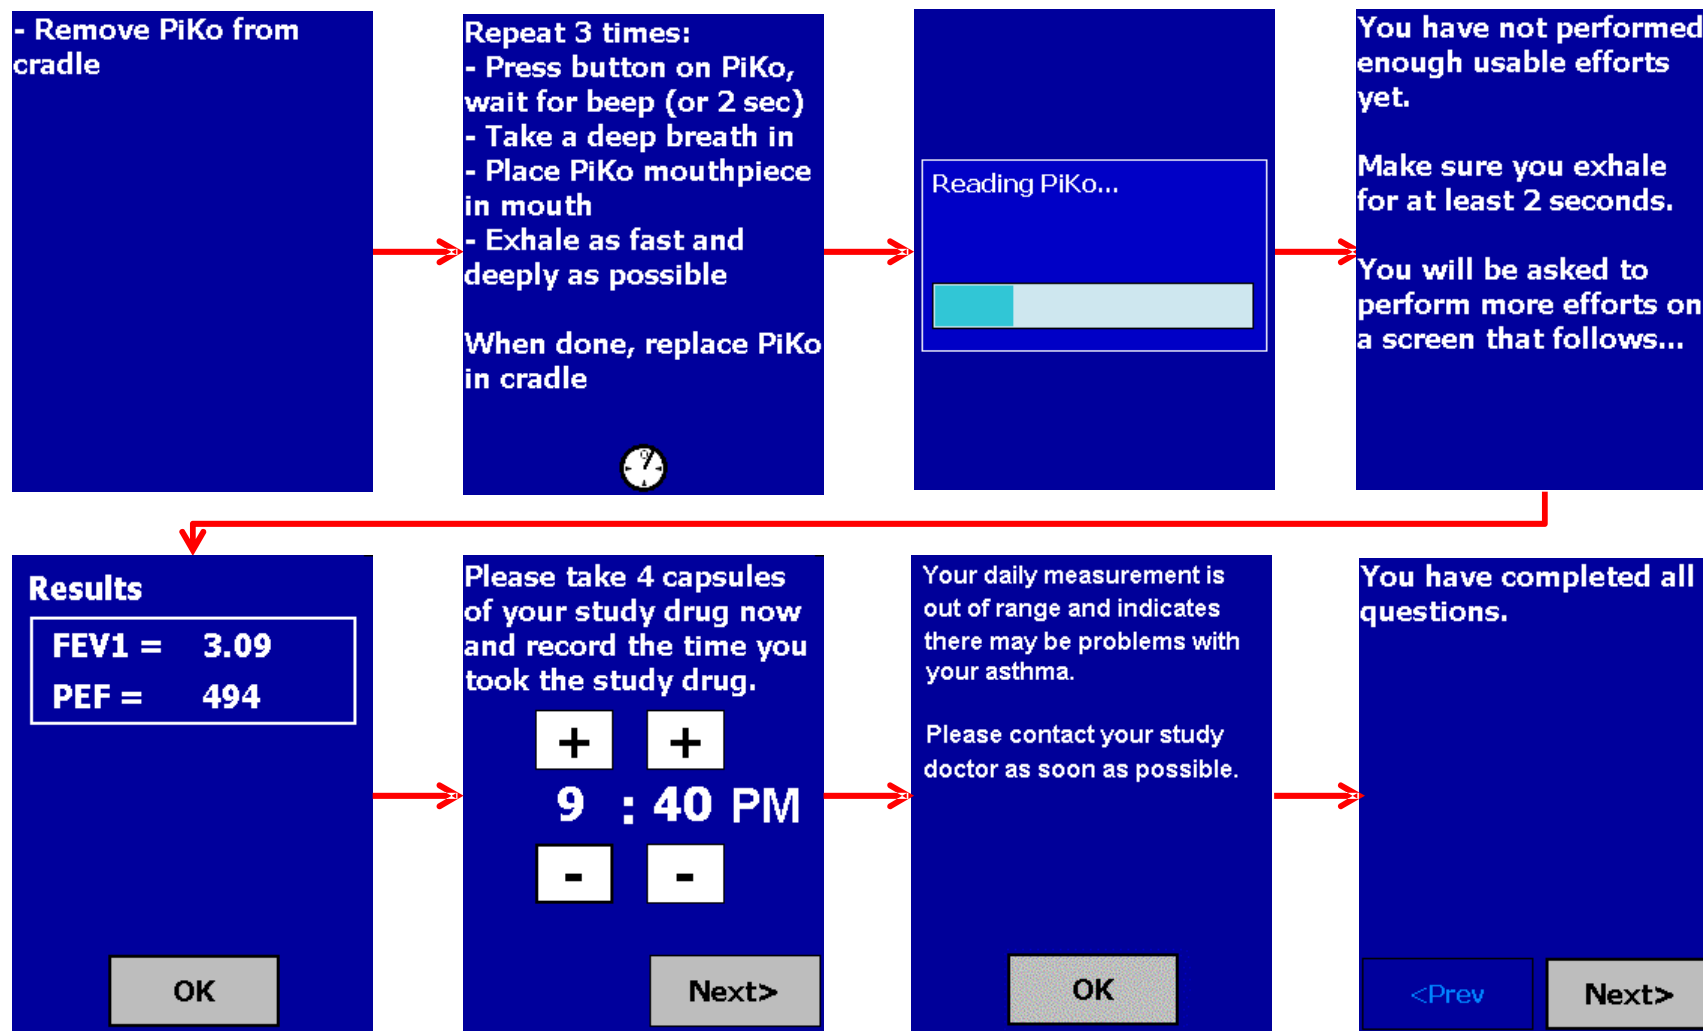 - Remove PiKo from
cradle
Repeat 3 times:
- Press button on PiKo,
wait for beep (or 2 sec)
- Take a deep breath in
- Place PiKo mouthpiece
in mouth
- Exhale as fast and
deeply as possible
When done, replace PiKo
in cradle
Reading PiKo...
You have not performed
enough usable efforts
yet.
Make sure you exhale
for at least 2 seconds.
You will be asked to
perform more efforts on
a screen that follows...
Results
FEV1 = 3.09
PEF = 494
OK
Please take 4 capsules
of your study drug now
and record the time you
took the study drug.
+ +
9 : 40 PM
- -
Next>
Your daily measurement is
out of range and indicates
there may be problems with
your asthma.
Please contact your study
doctor as soon as possible.
OK
You have completed all
questions.
<Prev Next>